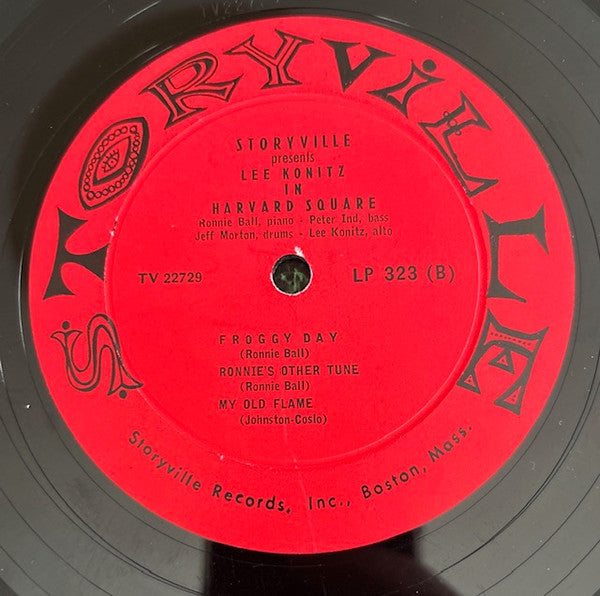 TV 227
STORYVILLE
STORYVILLE
presents
LEE KONITZ
IN
HARVARD SQUARE
Ronnie Ball, piano - Peter Ind, bass
Jeff Morton, drums - Lee Konitz, alto
TV 22729
LP 323 (B)
FROGGY DAY
(Ronnie Ball)
RONNIE'S OTHER TUNE
(Ronnie Ball)
MY OLD FLAME
(Johnston-Coslo)
Storyville Records, Inc., Boston, Mass.